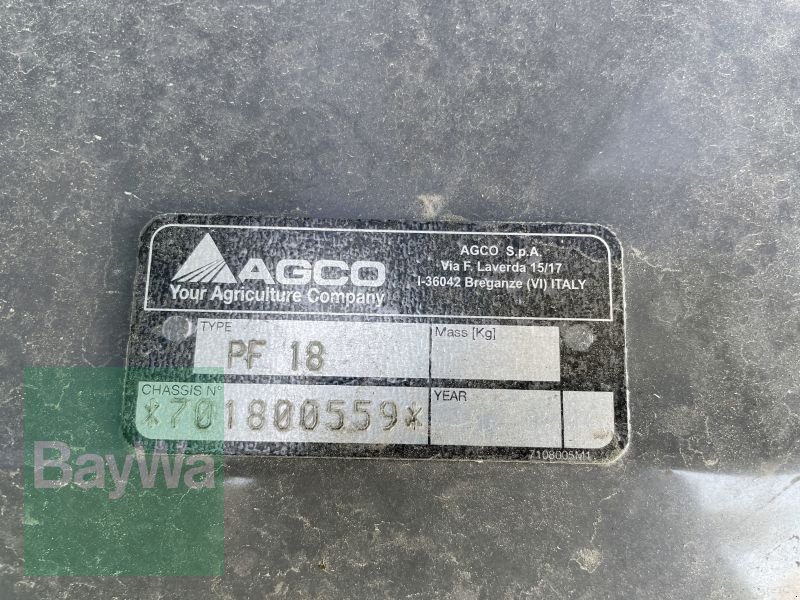 AGCO
Your Agriculture Company
AGCO S.p.A.
Via F. Laverda 15/17
I-36042 Breganze (VI) ITALY
TYPE
PF 18
Mass [Kg]
CHASSIS N°
*701800559*
YEAR
7108005M1
BayWa